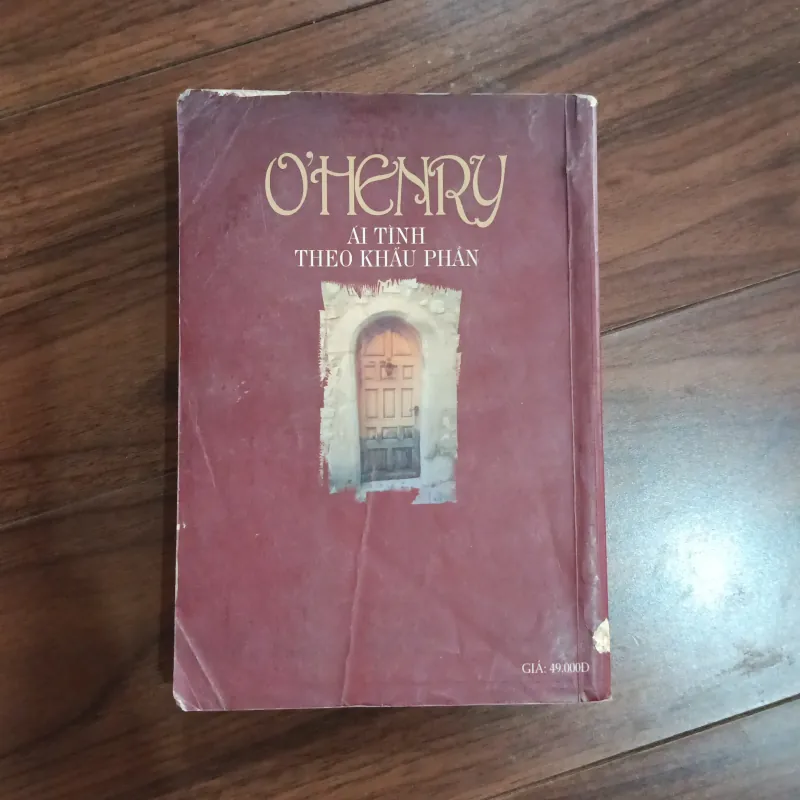 O'HENRY
ÁI TÌNH
THEO KHẨU PHẦN
GIÁ: 49.000Đ